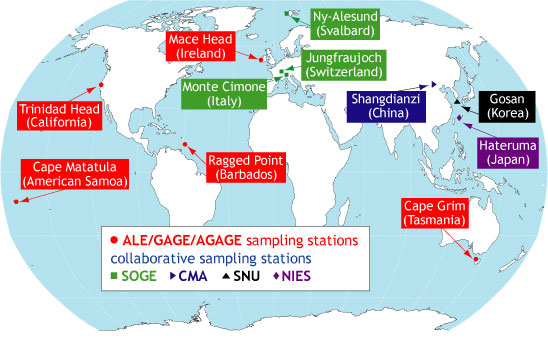 Ny-Alesund
(Svalbard)
Mace Head
(Ireland)
Jungfraujoch
(Switzerland)
Monte Cimone
(Italy)
Trinidad Head
(California)
Shangdianzi
(China)
Gosan
(Korea)
Hateruma
(Japan)
Cape Matatula
(American Samoa)
Ragged Point
(Barbados)
Cape Grim
(Tasmania)
ALE/GAGE/AGAGE sampling stations
collaborative sampling stations
SOGE CMA SNU NIES